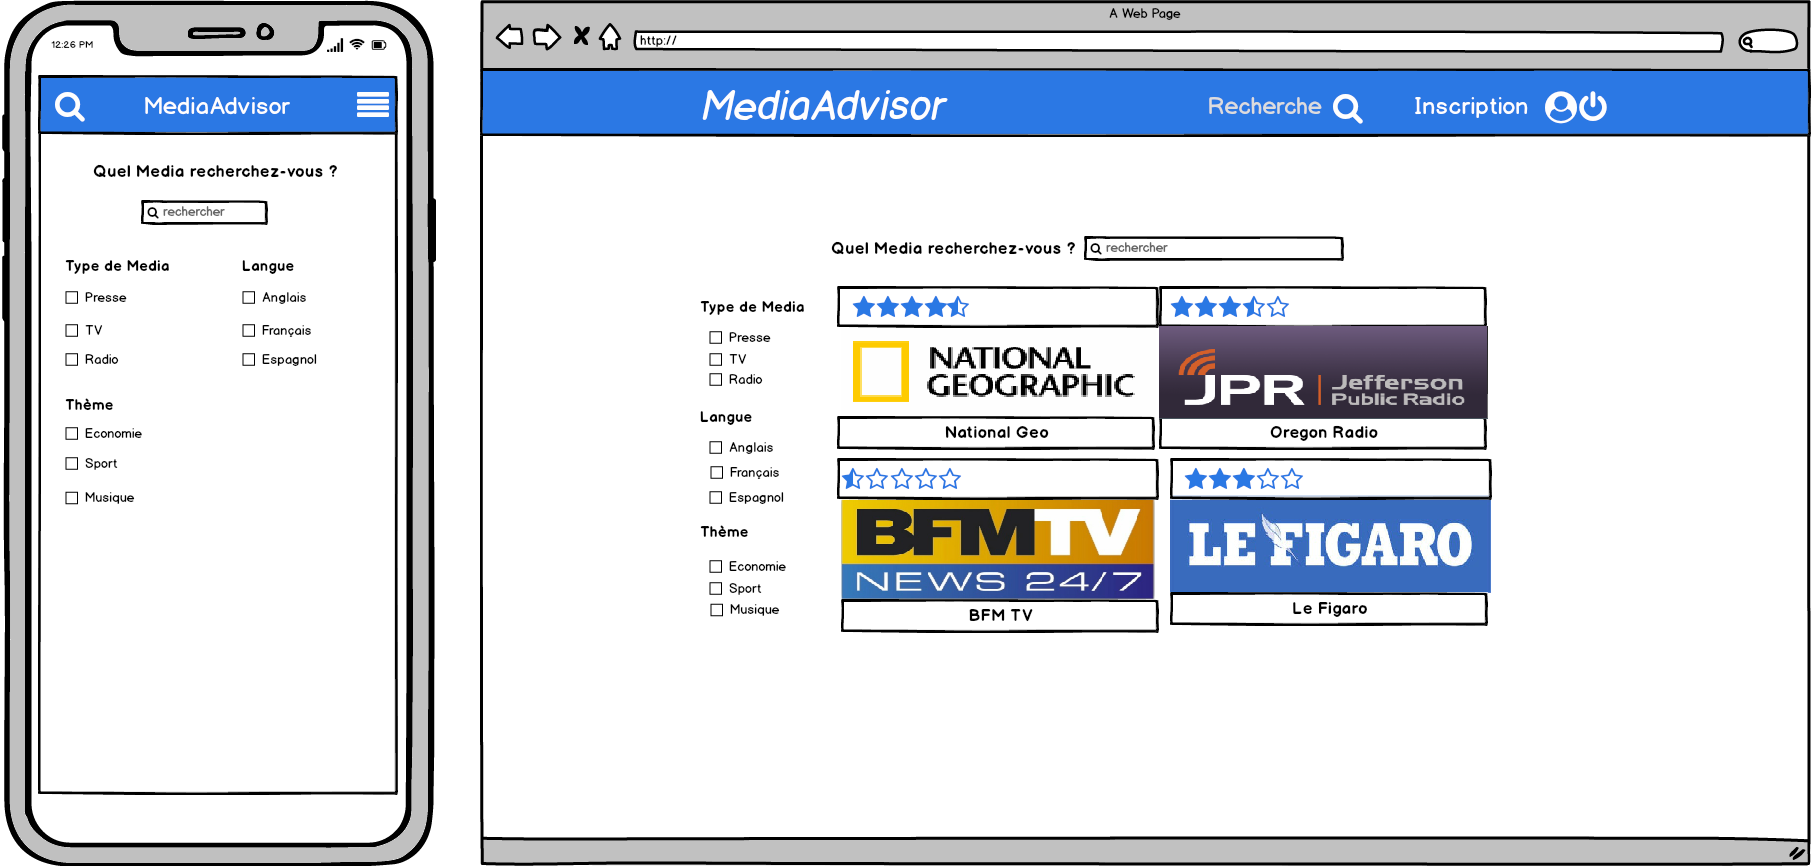 12:26 PM
MediaAdvisor
Quel Media recherchez-vous ?
rechercher
Type de Media
Langue
Presse
Anglais
TV
Français
Radio
Espagnol
Thème
Economie
Sport
Musique
A Web Page
http://
MediaAdvisor
Recherche
Inscription
Quel Media recherchez-vous ?
rechercher
Type de Media
Presse
TV
Radio
Langue
Anglais
Français
Espagnol
Thème
Economie
Sport
Musique
NATIONAL
GEOGRAPHIC
National Geo
JPR
Jefferson
Public Radio
Oregon Radio
BFMTV
NEWS 24/7
BFM TV
LE FIGARO
Le Figaro